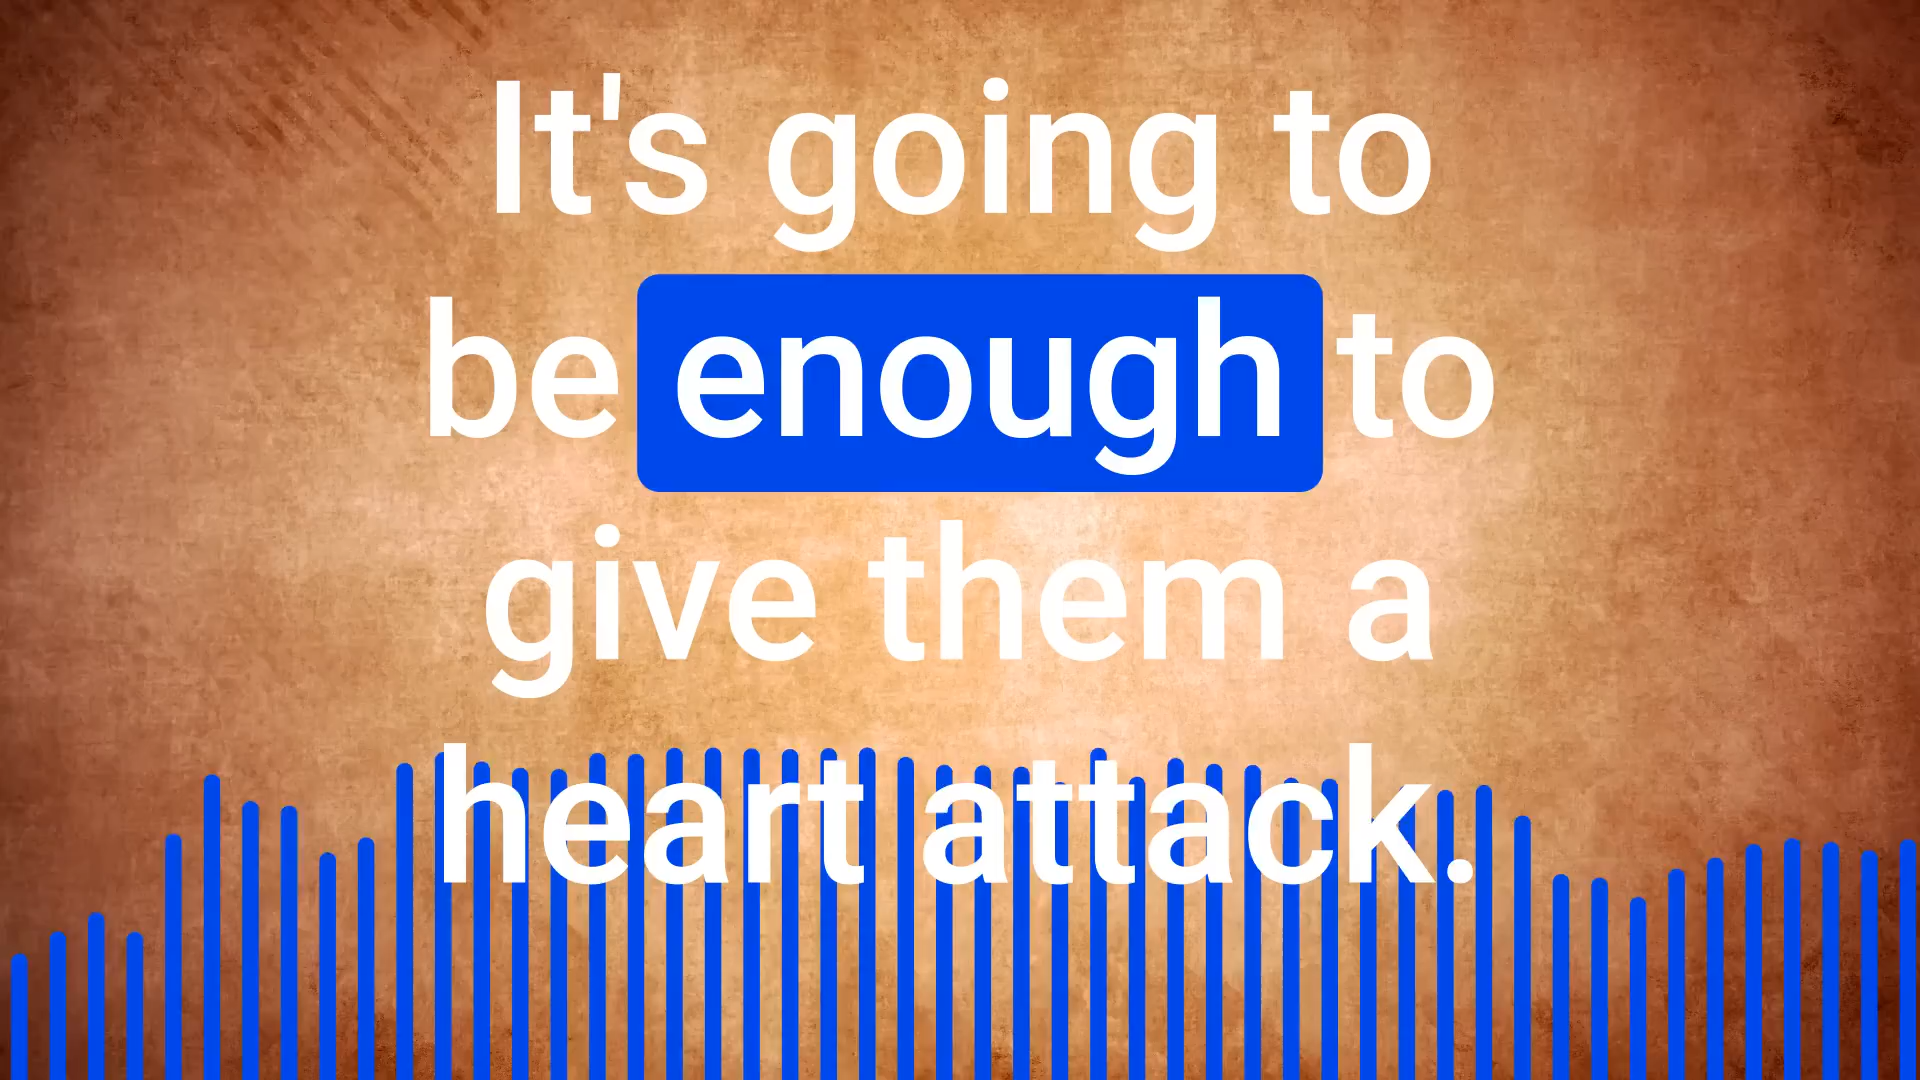 It's going to
be enough to
give them a
heart attack.